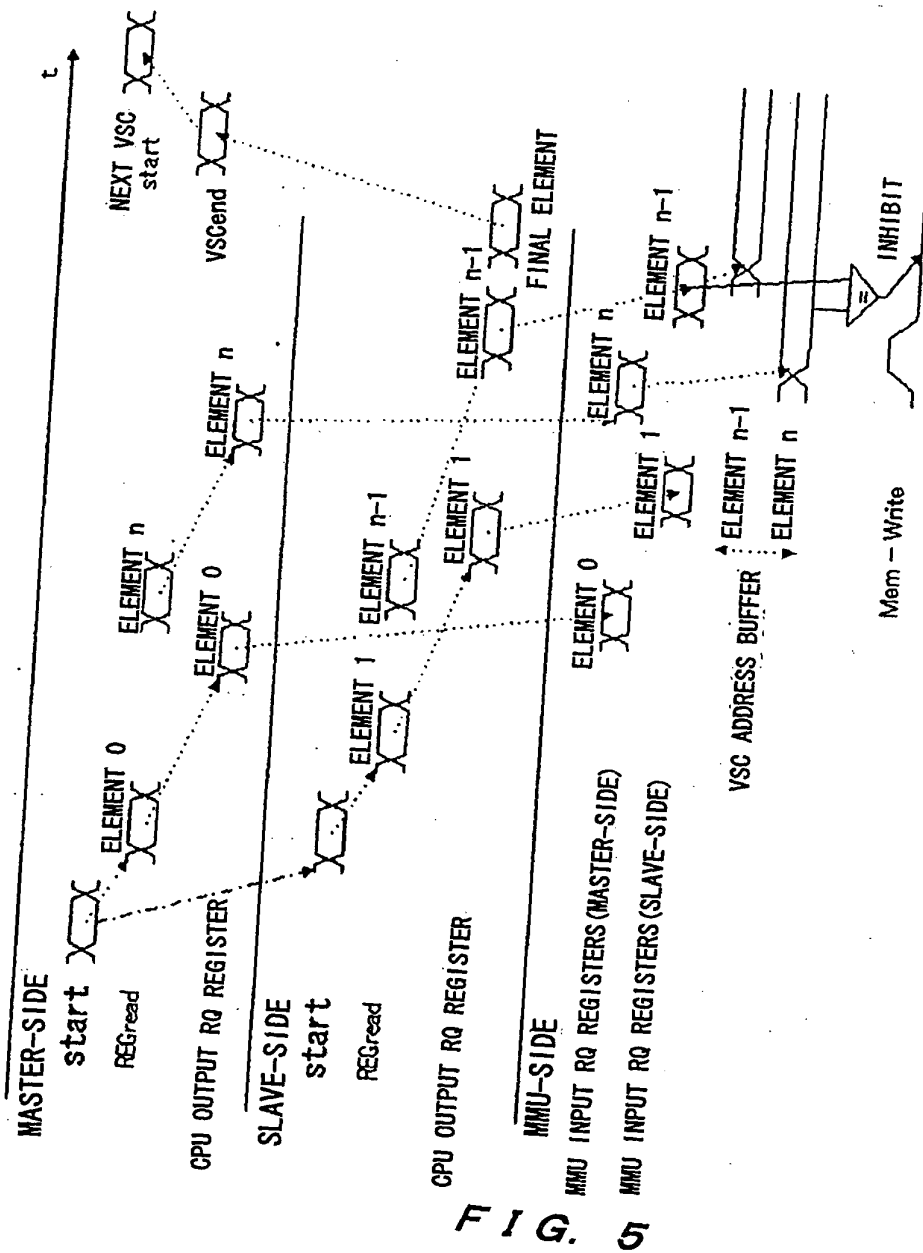 t
MASTER-SIDE
start
NEXT VSC
start
REGread
ELEMENT 0
ELEMENT n
CPU OUTPUT RQ REGISTER
ELEMENT 0
ELEMENT n
VSCend
SLAVE-SIDE
start
REGread
ELEMENT 1
ELEMENT n-1
CPU OUTPUT RQ REGISTER
ELEMENT 1
ELEMENT n-1
FINAL ELEMENT
MMU-SIDE
MMU INPUT RQ REGISTERS(MASTER-SIDE)
ELEMENT 0
ELEMENT n
MMU INPUT RQ REGISTERS(SLAVE-SIDE)
ELEMENT 1
ELEMENT n-1
VSC ADDRESS BUFFER
ELEMENT n-1
ELEMENT n
=
INHIBIT
Mem-Write
FIG. 5